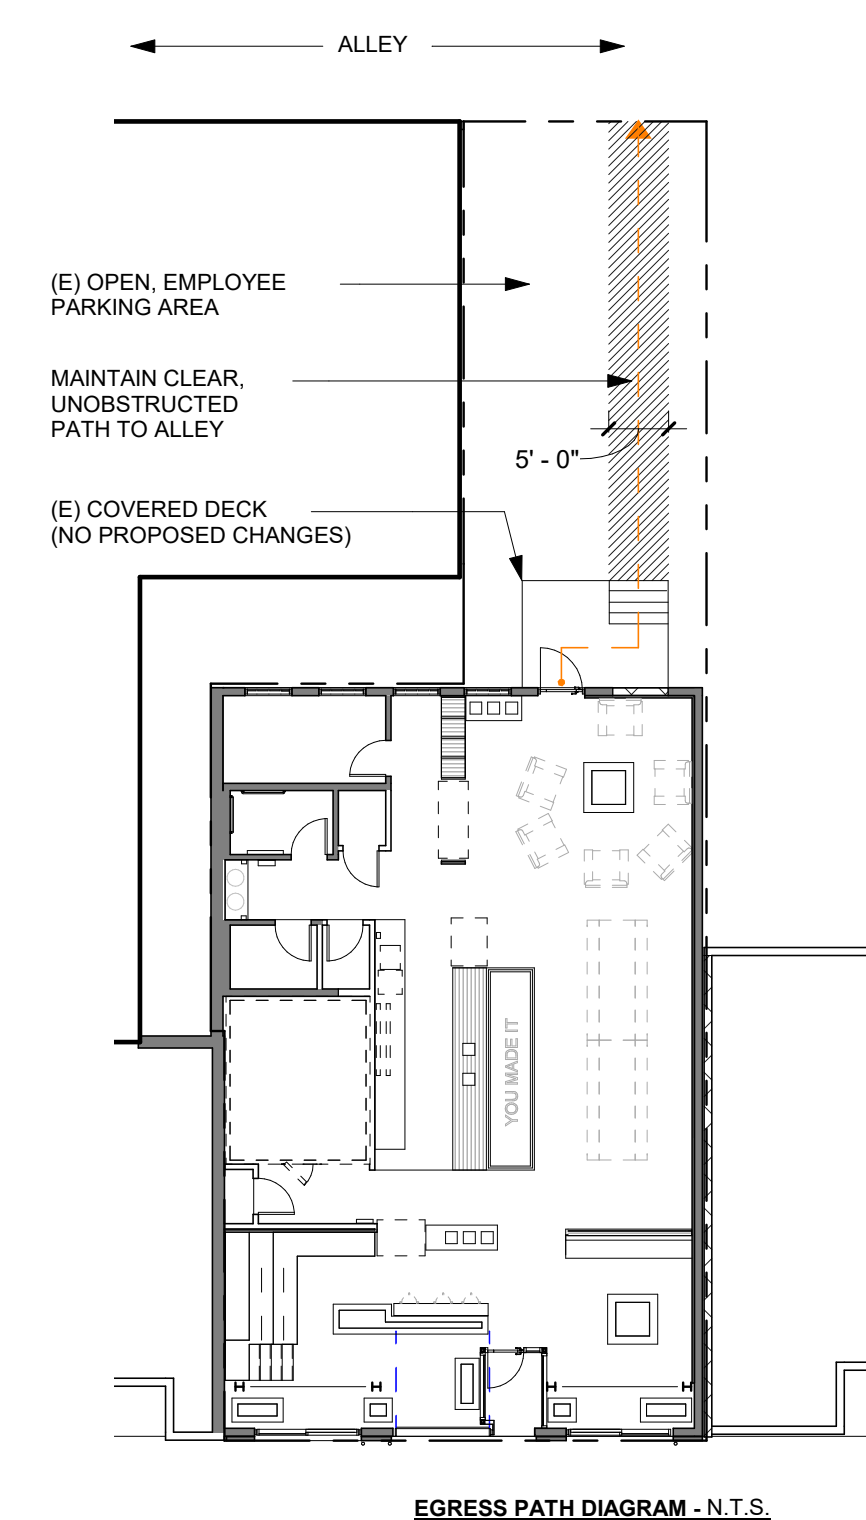 ALLEY
(E) OPEN, EMPLOYEE
PARKING AREA
MAINTAIN CLEAR,
UNOBSTRUCTED
PATH TO ALLEY
5' - 0"
(E) COVERED DECK
(NO PROPOSED CHANGES)
YOU MADE IT
EGRESS PATH DIAGRAM - N.T.S.